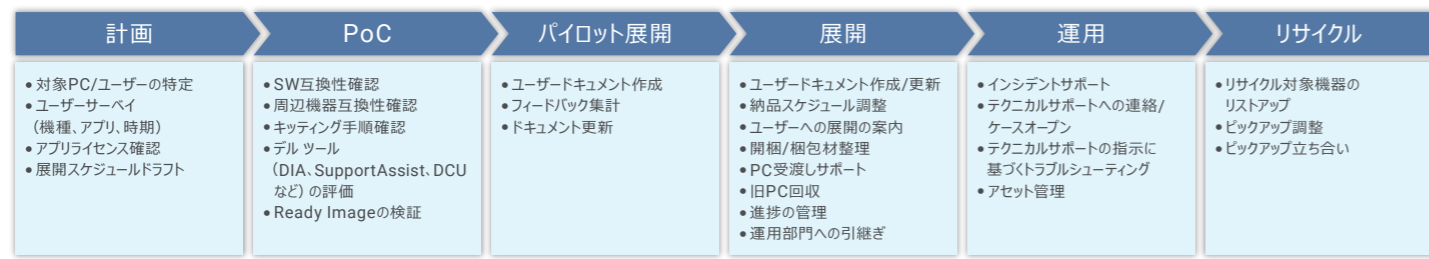 計画
PoC
パイロット展開
展開
運用
リサイクル
●対象PC/ユーザーの特定
●ユーザーサーベイ
（機種、アプリ、時期）
●アプリライセンス確認
●展開スケジュールドラフト
●SW互換性確認
●周辺機器互換性確認
●キッティング手順確認
●デル ツール
（DIA、SupportAssist、DCU
など）の評価
●Ready Imageの検証
●ユーザードキュメント作成
●フィードバック集計
●ドキュメント更新
●ユーザードキュメント作成/更新
●納品スケジュール調整
●ユーザーへの展開の案内
●開梱/梱包材整理
●PC受渡しサポート
●旧PC回収
●進捗の管理
●運用部門への引継ぎ
●インシデントサポート
●テクニカルサポートへの連絡/
ケースオープン
●テクニカルサポートの指示に
基づくトラブルシューティング
●アセット管理
●リサイクル対象機器の
リストアップ
●ピックアップ調整
●ピックアップ立ち合い